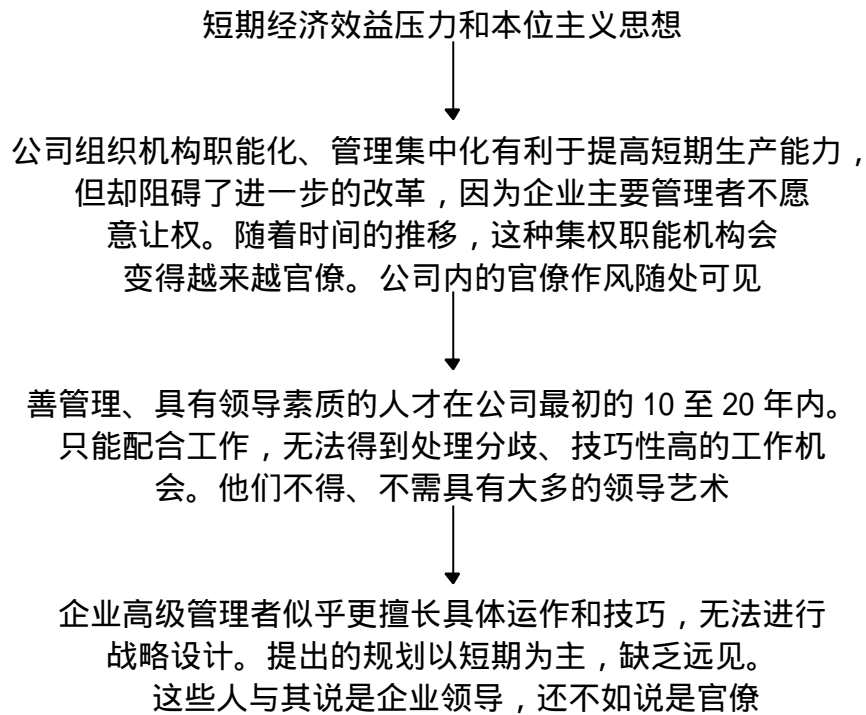 短期经济效益压力和本位主义思想
公司组织机构职能化、管理集中化有利于提高短期生产能力，
但却阻碍了进一步的改革，因为企业主要管理者不愿
意让权。随着时间的推移，这种集权职能机构会
变得越来越官僚。公司内的官僚作风随处可见
善管理、具有领导素质的人才在公司最初的 10 至 20 年内。
只能配合工作，无法得到处理分歧、技巧性高的工作机
会。他们不得、不需具有大多的领导艺术
企业高级管理者似乎更擅长具体运作和技巧，无法进行
战略设计。提出的规划以短期为主，缺乏远见。
这些人与其说是企业领导，还不如说是官僚